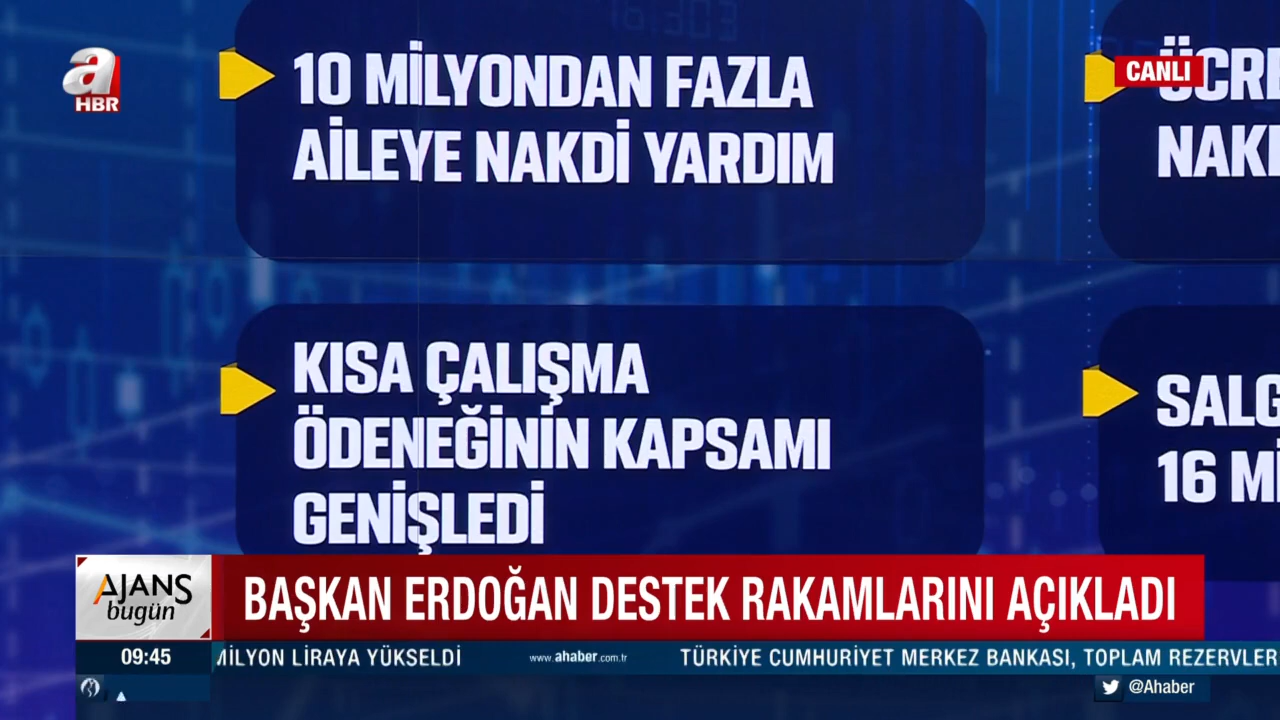 a
HBR
10 MİLYONDAN FAZLA
AİLEYE NAKDİ YARDIM
CANLI
KISA ÇALIŞMA
ÖDENEĞİNİN KAPSAMI
GENİŞLEDİ
16
AJANS
bugün
BAŞKAN ERDOĞAN DESTEK RAKAMLARINI AÇIKLADI
09:45
MİLYON LİRAYA YÜKSELDİ
www.ahaber.com.tr
TÜRKİYE CUMHURİYET MERKEZ BANKASI, TOPLAM REZERVLER
@Ahaber